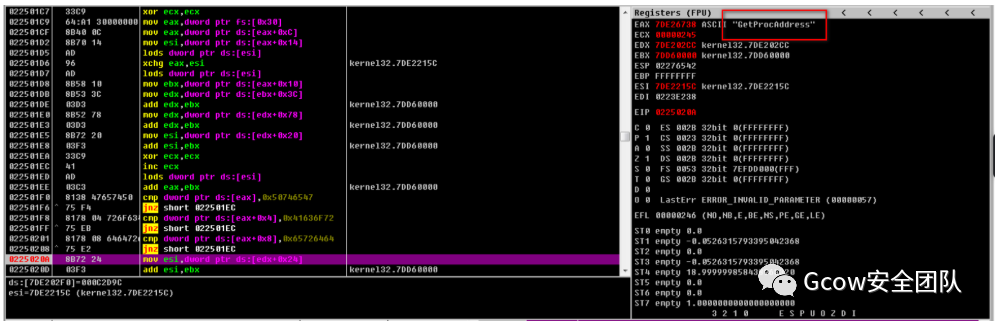 022501C7 33C9 xor ecx,ecx
022501C9 64:A1 30000000 mov eax,dword ptr fs:[0x30]
022501CF 8B40 0C mov eax,dword ptr ds:[eax+0xC]
022501D2 8B70 14 mov esi,dword ptr ds:[eax+0x14]
022501D5 AD lods dword ptr ds:[esi]
022501D6 96 xchg eax,esi kernel32.7DE2215C
022501D7 AD lods dword ptr ds:[esi]
022501D8 8B58 10 mov ebx,dword ptr ds:[eax+0x10]
022501DB 8B53 3C mov edx,dword ptr ds:[ebx+0x3C]
022501DE 03D3 add edx,ebx kernel32.7DD60000
022501E0 8B52 78 mov edx,dword ptr ds:[edx+0x78]
022501E3 03D3 add edx,ebx kernel32.7DD60000
022501E5 8B72 20 mov esi,dword ptr ds:[edx+0x20]
022501E8 03F3 add esi,ebx kernel32.7DD60000
022501EA 33C9 xor ecx,ecx
022501EC 41 inc ecx
022501ED AD lods dword ptr ds:[esi]
022501EE 03C3 add eax,ebx kernel32.7DD60000
022501F0 8138 47657450 cmp dword ptr ds:[eax],0x50746547
022501F6 ^ 75 F4 jnz short 022501EC
022501F8 8178 04 726F63 cmp dword ptr ds:[eax+0x4],0x41636F72
022501FF ^ 75 EB jnz short 022501EC
02250201 8178 08 646472 cmp dword ptr ds:[eax+0x8],0x65726464
02250208 ^ 75 E2 jnz short 022501EC
0225020A 8B72 24 mov esi,dword ptr ds:[edx+0x24]
0225020D 03F3 add esi,ebx kernel32.7DD60000
ds:[7DE202F0]=000C2D9C
esi=7DE2215C (kernel32.7DE2215C)
Registers (FPU) < < < < < <
EAX 7DE26738 ASCII "GetProcAddress"
ECX 00000245
EDX 7DE202CC kernel32.7DE202CC
EBX 7DD60000 kernel32.7DD60000
ESP 02276542
EBP FFFFFFFF
ESI 7DE2215C kernel32.7DE2215C
EDI 0223E238
EIP 0225020A
C 0 ES 002B 32bit 0(FFFFFFFF)
P 1 CS 0023 32bit 0(FFFFFFFF)
A 0 SS 002B 32bit 0(FFFFFFFF)
Z 1 DS 002B 32bit 0(FFFFFFFF)
S 0 FS 0053 32bit 7EFDD000(FFF)
T 0 GS 002B 32bit 0(FFFFFFFF)
D 0
O 0 LastErr ERROR_INVALID_PARAMETER (00000057)
EFL 00000246 (NO,NB,E,BE,NS,PE,GE,LE)
ST0 empty 0.0
ST1 empty -0.0526315793395042368
ST2 empty 0.0
ST3 empty -0.0526315793395042368
ST4 empty
ST5 empty 0.0
ST6 empty 0.0
ST7 empty 1.0000000000000000000
3 2 1 0 E S P U O Z D I
Gcow安全团队